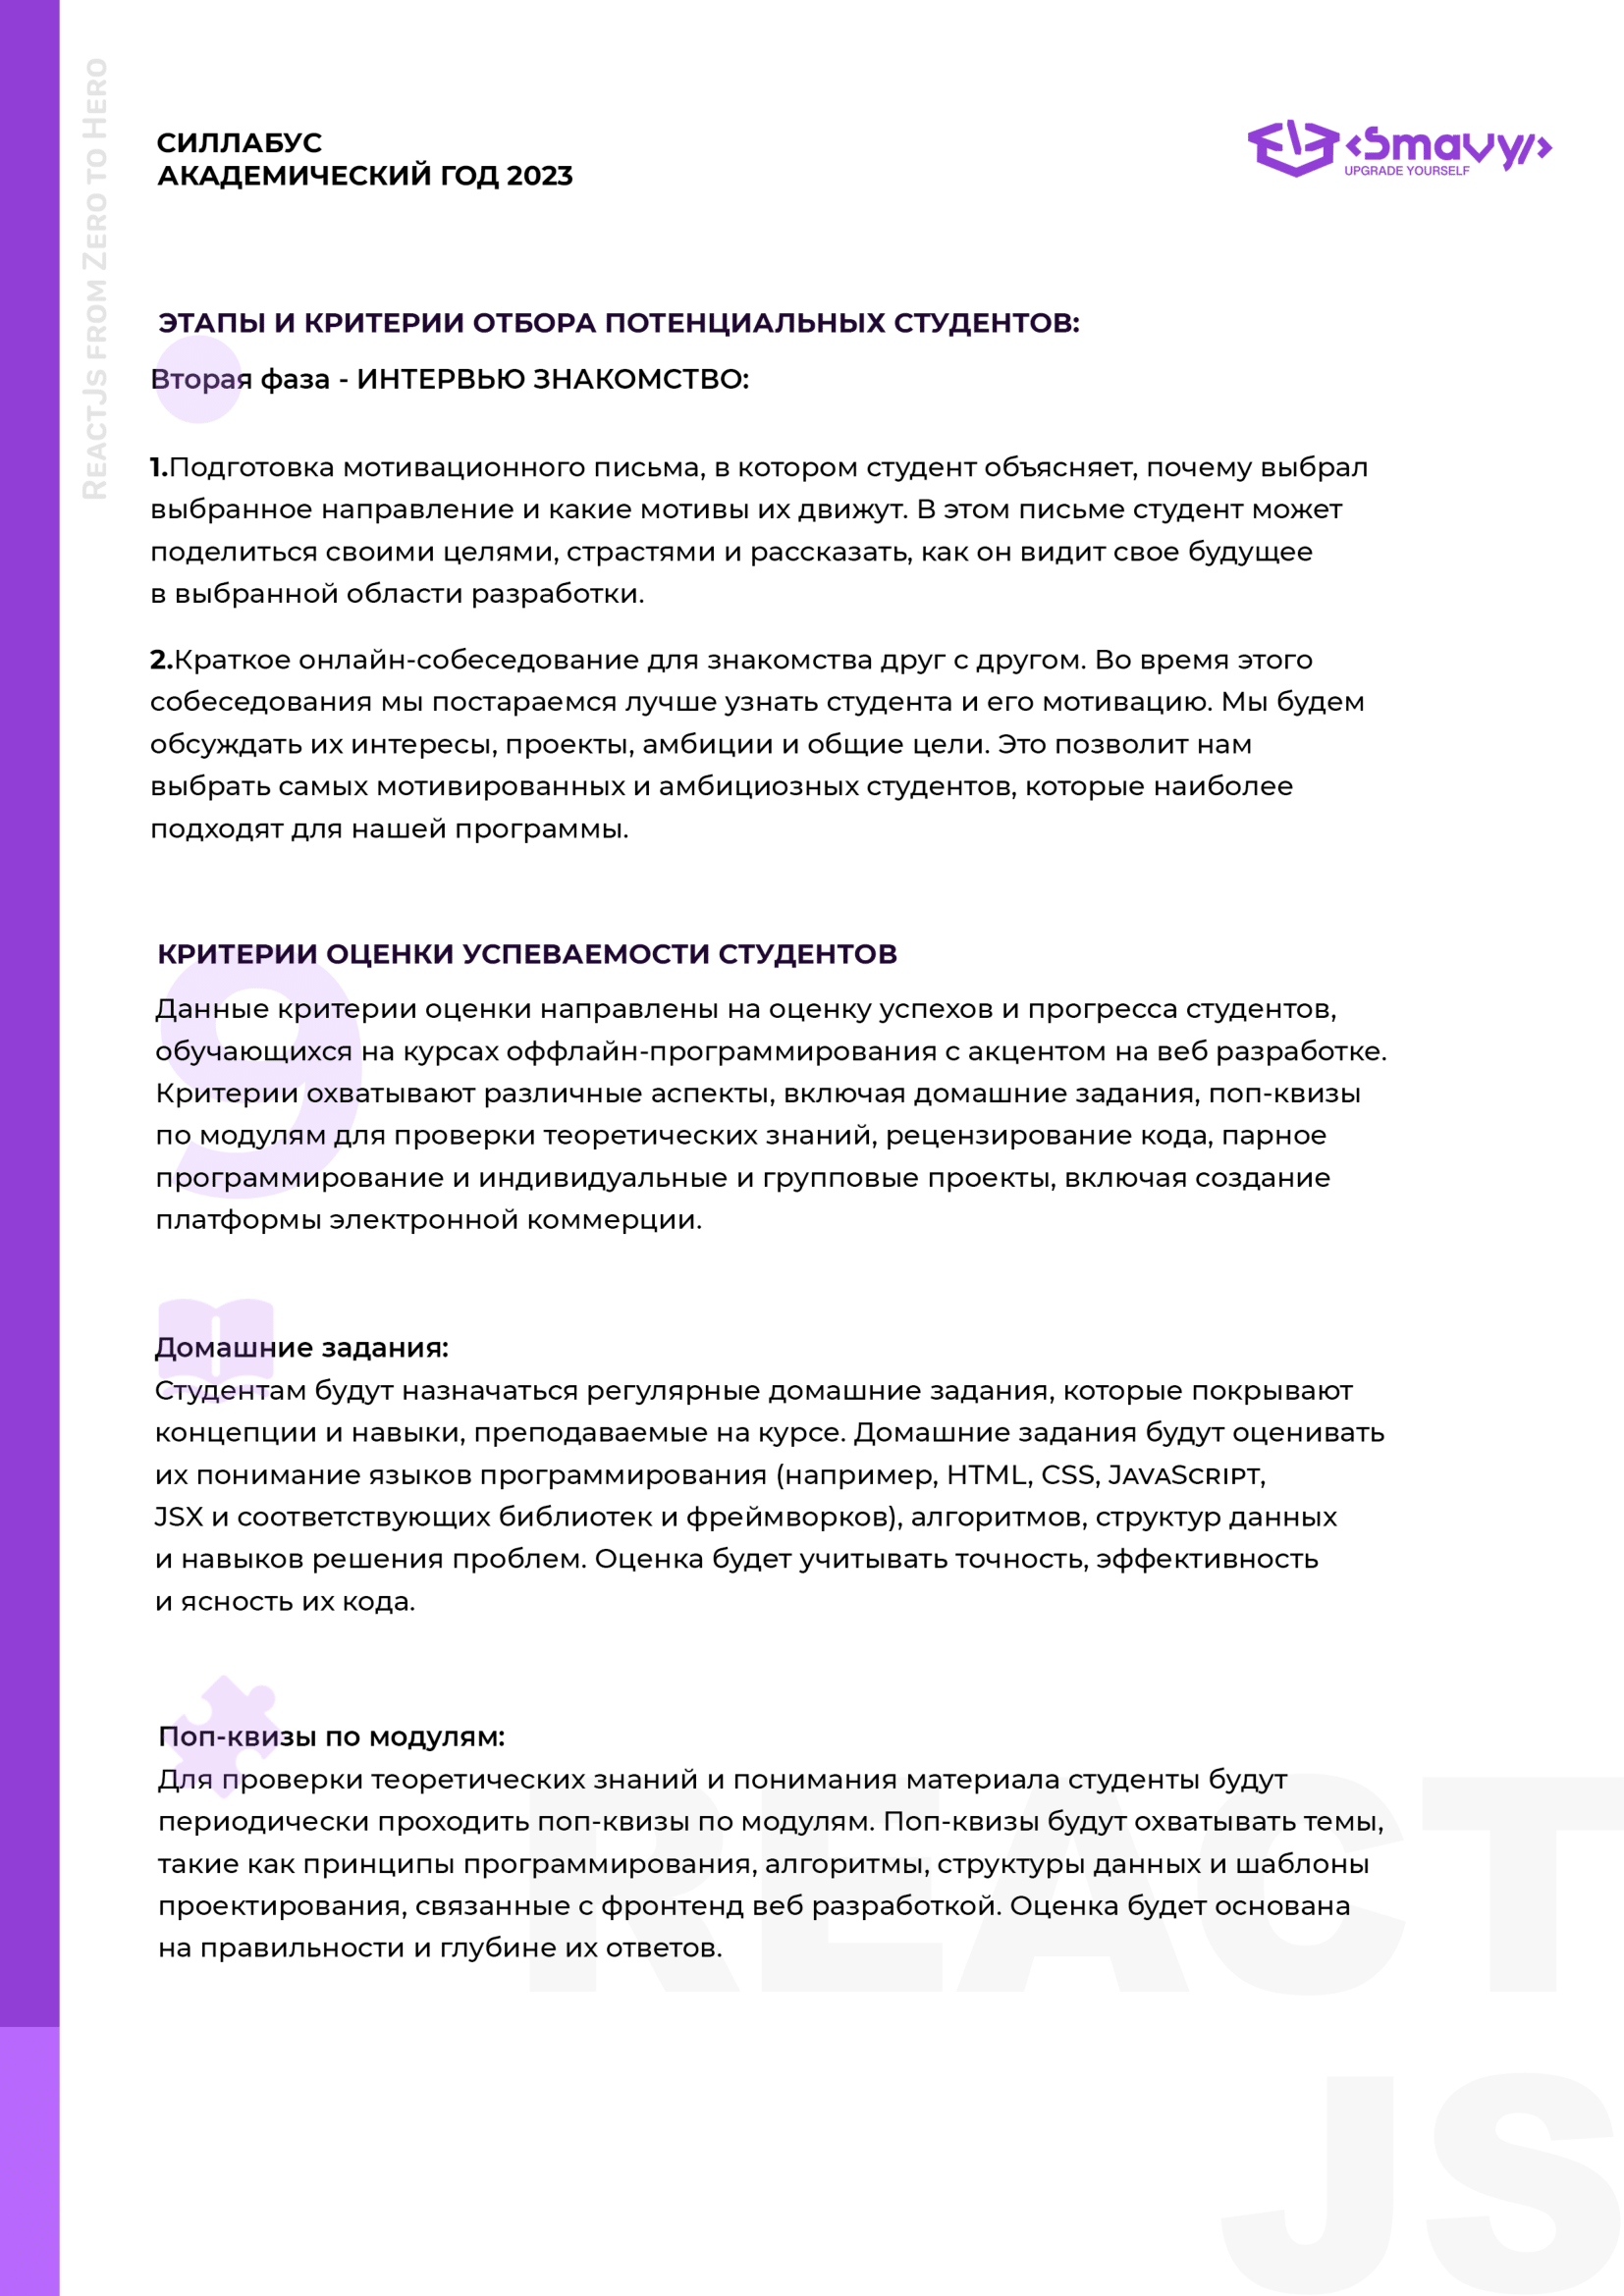 СИЛЛАБУС
АКАДЕМИЧЕСКИЙ ГОД 2023
<Smavy/>
UPGRADE YOURSELF
ReactJs from Zero to Hero
ЭТАПЫ И КРИТЕРИИ ОТБОРА ПОТЕНЦИАЛЬНЫХ СТУДЕНТОВ:
Вторая фаза - ИНТЕРВЬЮ ЗНАКОМСТВО:
1.Подготовка мотивационного письма, в котором студент объясняет, почему выбрал
выбранное направление и какие мотивы их движут. В этом письме студент может
поделиться своими целями, страстями и рассказать, как он видит свое будущее
в выбранной области разработки.
2.Краткое онлайн-собеседование для знакомства друг с другом. Во время этого
собеседования мы постараемся лучше узнать студента и его мотивацию. Мы будем
обсуждать их интересы, проекты, амбиции и общие цели. Это позволит нам
выбрать самых мотивированных и амбициозных студентов, которые наиболее
подходят для нашей программы.
9
КРИТЕРИИ ОЦЕНКИ УСПЕВАЕМОСТИ СТУДЕНТОВ
Данные критерии оценки направлены на оценку успехов и прогресса студентов,
обучающихся на курсах оффлайн-программирования с акцентом на веб разработке.
Критерии охватывают различные аспекты, включая домашние задания, поп-квизы
по модулям для проверки теоретических знаний, рецензирование кода, парное
программирование и индивидуальные и групповые проекты, включая создание
платформы электронной коммерции.
Домашние задания:
Студентам будут назначаться регулярные домашние задания, которые покрывают
концепции и навыки, преподаваемые на курсе. Домашние задания будут оценивать
их понимание языков программирования (например, HTML, CSS, JavaScript,
JSX и соответствующих библиотек и фреймворков), алгоритмов, структур данных
и навыков решения проблем. Оценка будет учитывать точность, эффективность
и ясность их кода.
Поп-квизы по модулям:
Для проверки теоретических знаний и понимания материала студенты будут
периодически проходить поп-квизы по модулям. Поп-квизы будут охватывать темы,
такие как принципы программирования, алгоритмы, структуры данных и шаблоны
проектирования, связанные с фронтенд веб разработкой. Оценка будет основана
на правильности и глубине их ответов.
REACT
JS